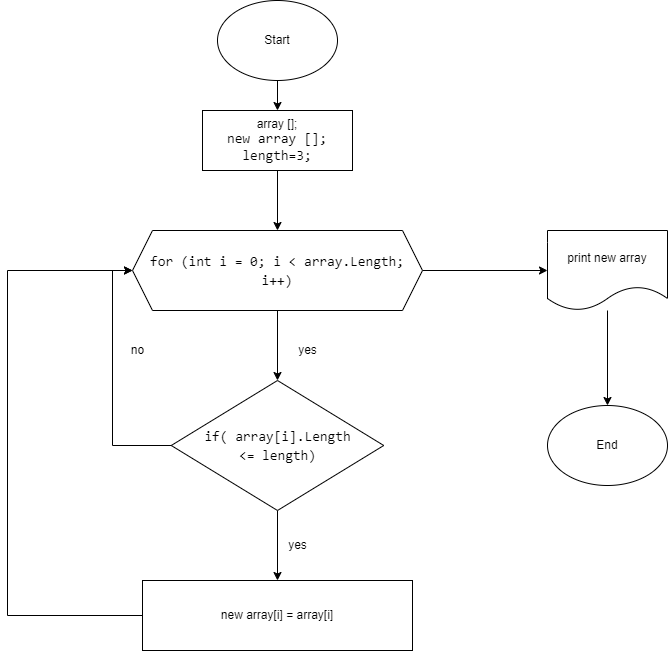 Start
array [];
new array [];
length=3;
for (int i = 0; i < array.Length;
i++)
print new array
no
yes
if( array[i].Length
<= length)
End
yes
new array[i] = array[i]